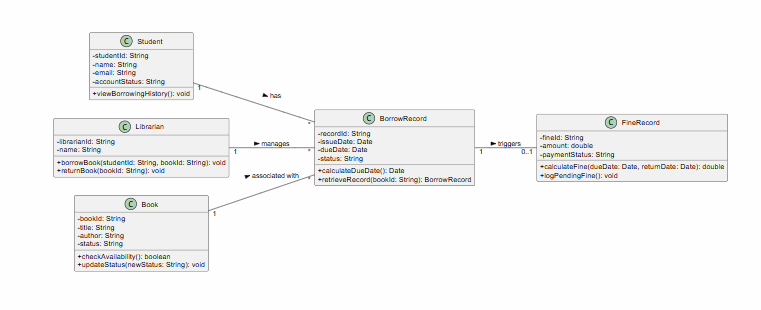 C Student
-studentId: String
-name: String
-email: String
-accountStatus: String
+viewBorrowingHistory(): void
1
has
*
C Librarian
-librarianId: String
-name: String
+borrowBook(studentId: String, bookId: String): void
+returnBook(bookId: String): void
1
manages
*
C Book
-bookId: String
-title: String
-author: String
-status: String
+checkAvailability(): boolean
+updateStatus(newStatus: String): void
1
associated with
*
C BorrowRecord
-recordId: String
-issueDate: Date
-dueDate: Date
-status: String
+calculateDueDate(): Date
+retrieveRecord(bookId: String): BorrowRecord
1
triggers
0..1
C FineRecord
-fineId: String
-amount: double
-paymentStatus: String
+calculateFine(dueDate: Date, returnDate: Date): double
+logPendingFine(): void